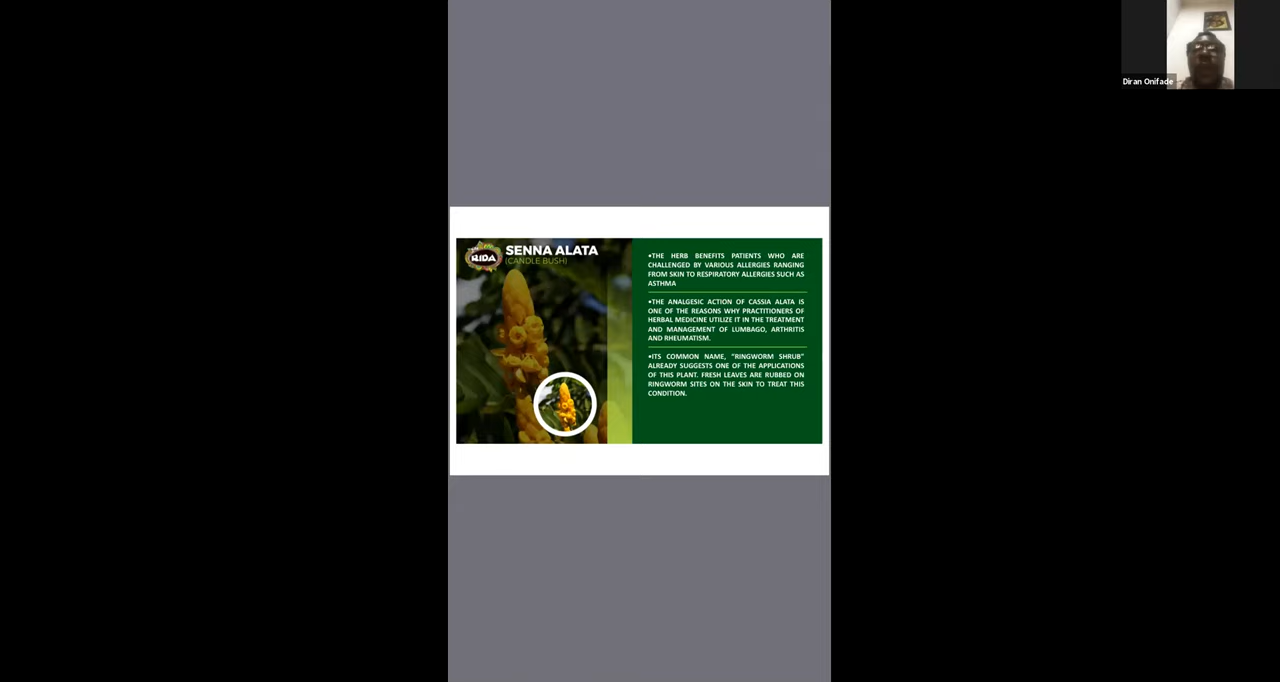 Diran Onifade
RIDA
SENNA ALATA
(CANDLE BUSH)
•THE HERB BENEFITS PATIENTS WHO ARE
CHALLENGED BY VARIOUS ALLERGIES RANGING
FROM SKIN TO RESPIRATORY ALLERGIES SUCH AS
ASTHMA
•THE ANALGESIC ACTION OF CASSIA ALATA IS
ONE OF THE REASONS WHY PRACTITIONERS OF
HERBAL MEDICINE UTILIZE IT IN THE TREATMENT
AND MANAGEMENT OF LUMBAGO, ARTHRITIS
AND RHEUMATISM.
•ITS COMMON NAME, "RINGWORM SHRUB"
ALREADY SUGGESTS ONE OF THE APPLICATIONS
OF THIS PLANT. FRESH LEAVES ARE RUBBED ON
RINGWORM SITES ON THE SKIN TO TREAT THIS
CONDITION.